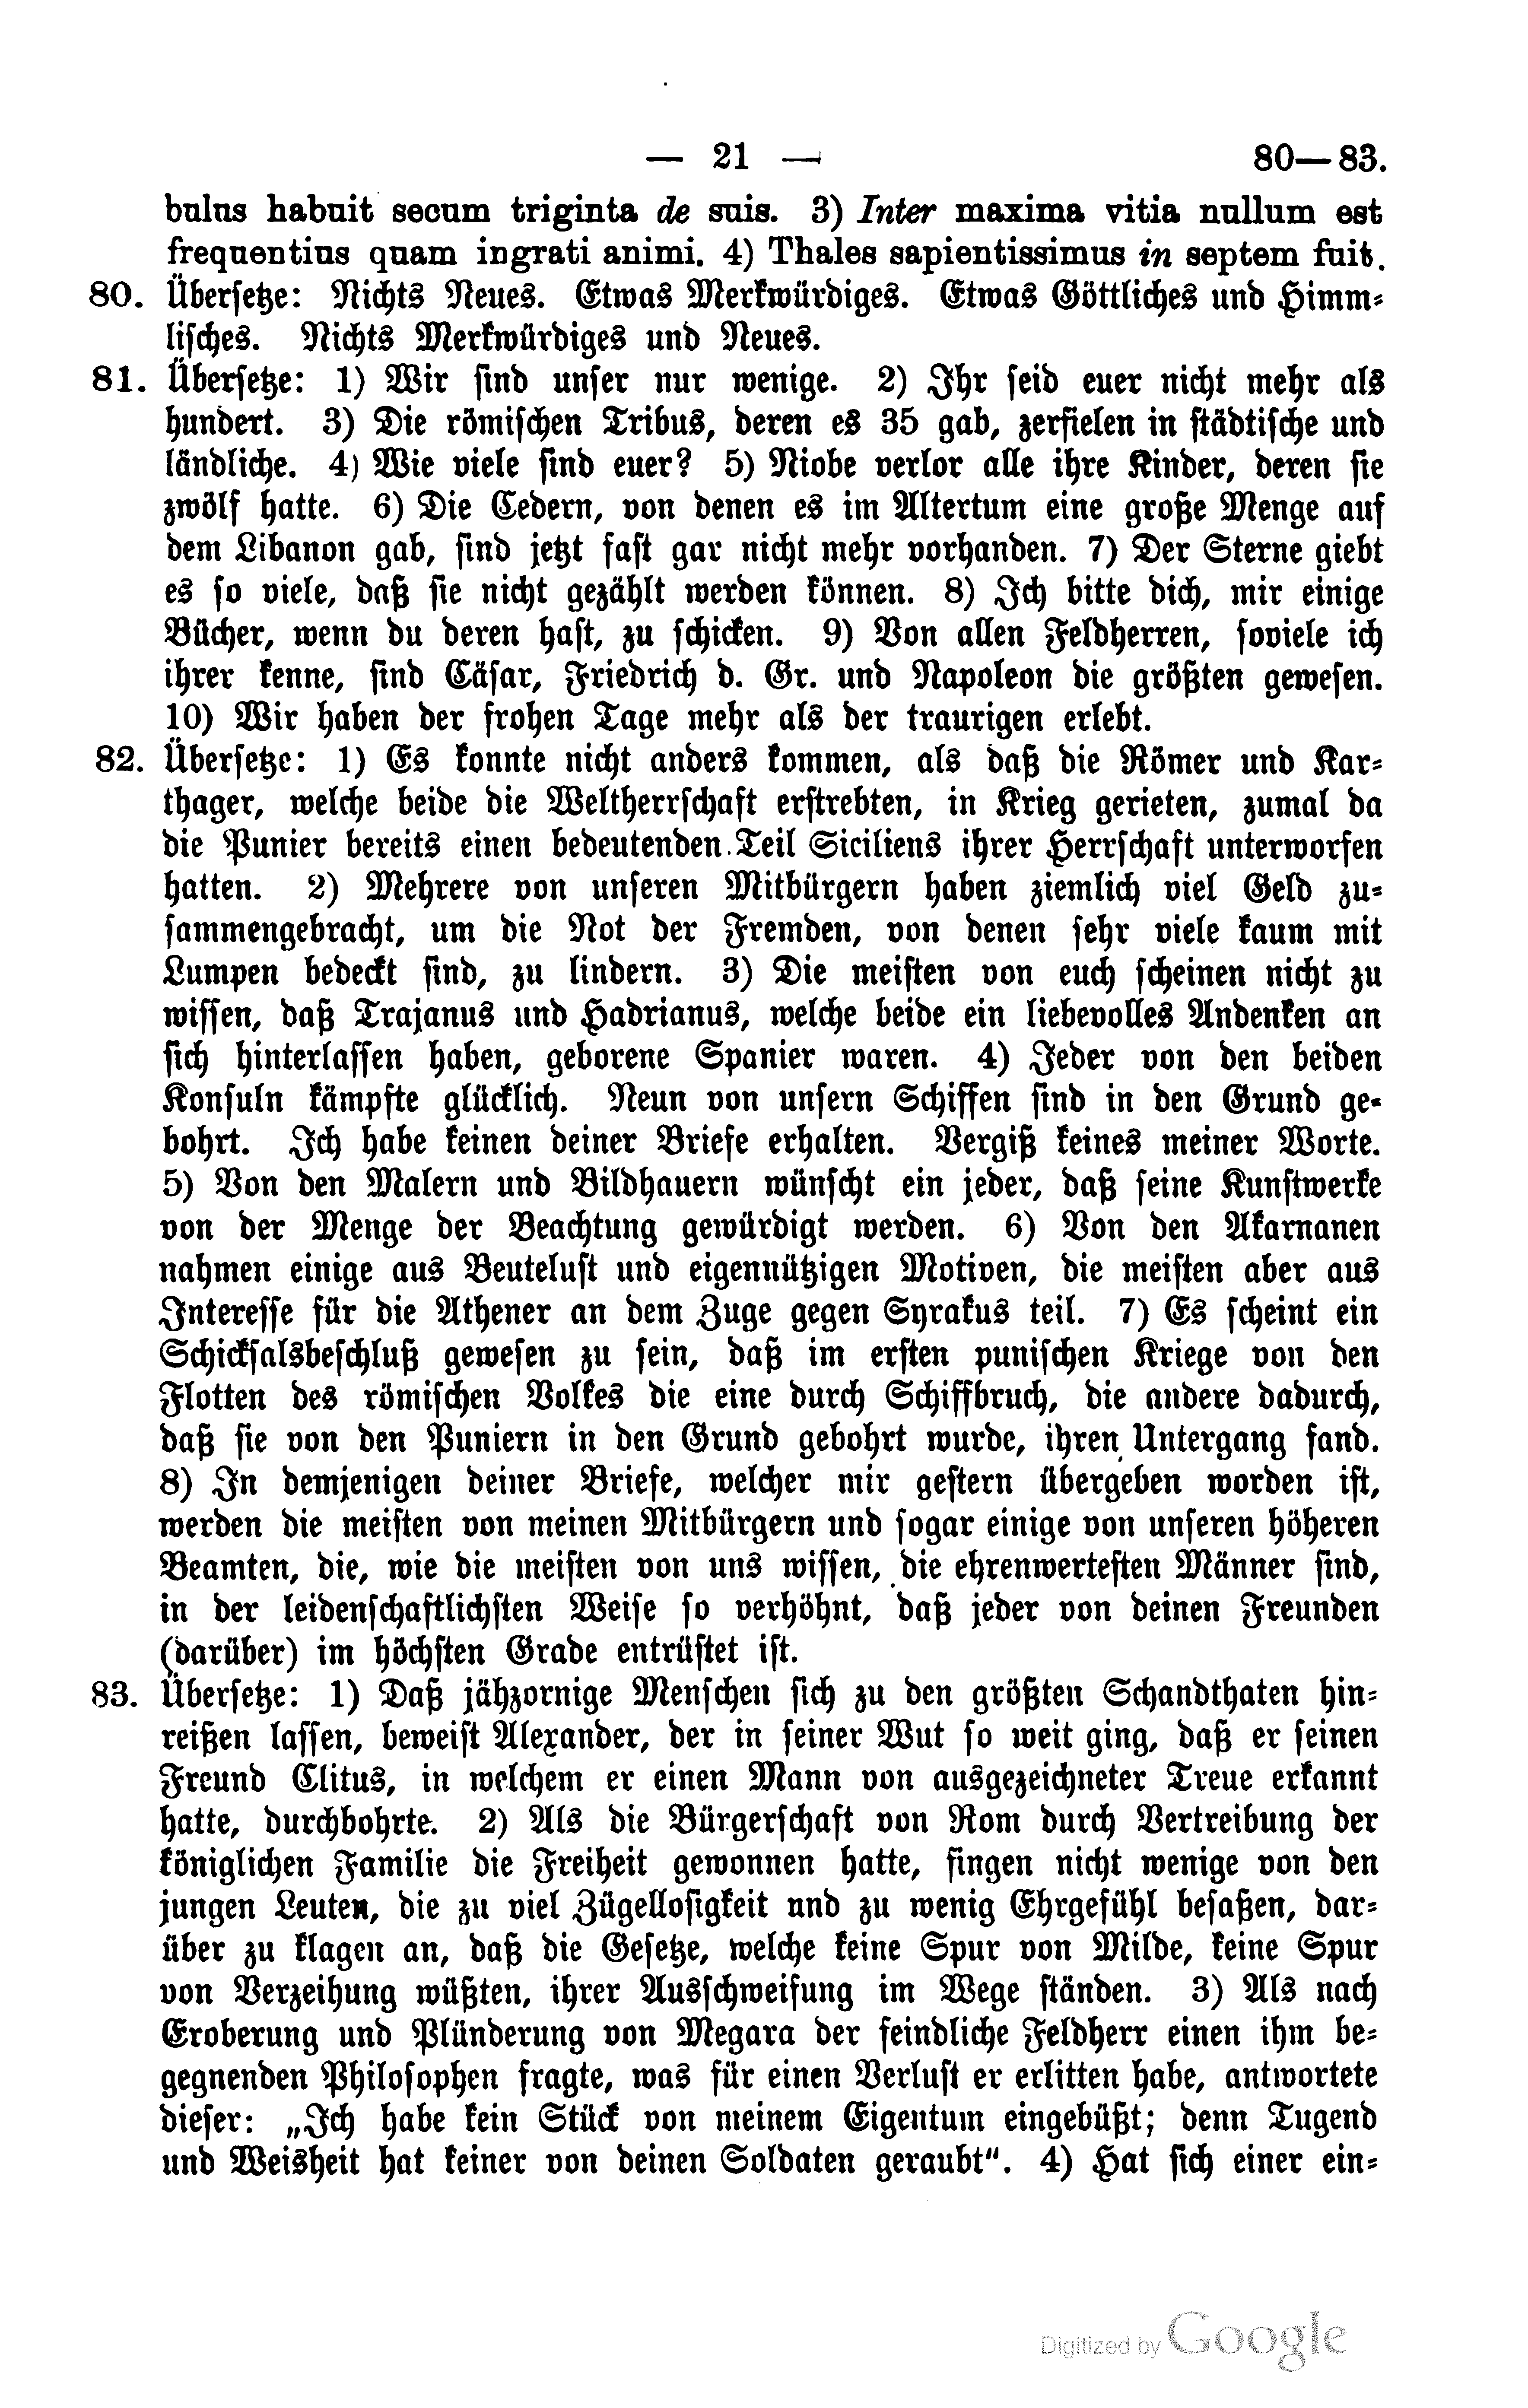 — 21 — 80—83.
bulus habuit secum triginta de suis. 3) Inter maxima vitia nullum est
frequentius quam ingrati animi. 4) Thales sapientissimus in septem fuit.
80. Übersetze: Nichts Neues. Etwas Merkwürdiges. Etwas Göttliches und Himm-
lisches. Nichts Merkwürdiges und Neues.
81. Übersetze: 1) Wir sind unser nur wenige. 2) Ihr seid euer nicht mehr als
hundert. 3) Die römischen Tribus, deren es 35 gab, zerfielen in städtische und
ländliche. 4) Wie viele sind euer? 5) Niobe verlor alle ihre Kinder, deren sie
zwölf hatte. 6) Die Cedern, von denen es im Altertum eine große Menge auf
dem Libanon gab, sind jetzt fast gar nicht mehr vorhanden. 7) Der Sterne giebt
es so viele, daß sie nicht gezählt werden können. 8) Ich bitte dich, mir einige
Bücher, wenn du deren hast, zu schicken. 9) Von allen Feldherren, soviele ich
ihrer kenne, sind Cäsar, Friedrich d. Gr. und Napoleon die größten gewesen.
10) Wir haben der frohen Tage mehr als der traurigen erlebt.
82. Übersetze: 1) Es konnte nicht anders kommen, als daß die Römer und Kar-
thager, welche beide die Weltherrschaft erstrebten, in Krieg gerieten, zumal da
die Punier bereits einen bedeutenden Teil Siciliens ihrer Herrschaft unterworfen
hatten. 2) Mehrere von unseren Mitbürgern haben ziemlich viel Geld zu-
sammengebracht, um die Not der Fremden, von denen sehr viele kaum mit
Lumpen bedeckt sind, zu lindern. 3) Die meisten von euch scheinen nicht zu
wissen, daß Trajanus und Hadrianus, welche beide ein liebevolles Andenken an
sich hinterlassen haben, geborene Spanier waren. 4) Jeder von den beiden
Konsuln kämpfte glücklich. Neun von unsern Schiffen sind in den Grund ge-
bohrt. Ich habe keinen deiner Briefe erhalten. Vergiß keines meiner Worte.
5) Von den Malern und Bildhauern wünscht ein jeder, daß seine Kunstwerke
von der Menge der Beachtung gewürdigt werden. 6) Von den Akarnanen
nahmen einige aus Beutelust und eigennützigen Motiven, die meisten aber aus
Interesse für die Athener an dem Zuge gegen Syrakus teil. 7) Es scheint ein
Schicksalsbeschluß gewesen zu sein, daß im ersten punischen Kriege von den
Flotten des römischen Volkes die eine durch Schiffbruch, die andere dadurch,
daß sie von den Puniern in den Grund gebohrt wurde, ihren Untergang fand.
8) In demjenigen deiner Briefe, welcher mir gestern übergeben worden ist,
werden die meisten von meinen Mitbürgern und sogar einige von unseren höheren
Beamten, die, wie die meisten von uns wissen, die ehrenwertesten Männer sind,
in der leidenschaftlichsten Weise so verhöhnt, daß jeder von deinen Freunden
(darüber) im höchsten Grade entrüstet ist.
83. Übersetze: 1) Daß jähzornige Menschen sich zu den größten Schandthaten hin-
reißen lassen, beweist Alexander, der in seiner Wut so weit ging, daß er seinen
Freund Clitus, in welchem er einen Mann von ausgezeichneter Treue erkannt
hatte, durchbohrte. 2) Als die Bürgerschaft von Rom durch Vertreibung der
königlichen Familie die Freiheit gewonnen hatte, fingen nicht wenige von den
jungen Leuten, die zu viel Zügellosigkeit und zu wenig Ehrgefühl besaßen, dar-
über zu klagen an, daß die Gesetze, welche keine Spur von Milde, keine Spur
von Verzeihung wüßten, ihrer Ausschweifung im Wege ständen. 3) Als nach
Eroberung und Plünderung von Megara der feindliche Feldherr einen ihm be-
gegnenden Philosophen fragte, was für einen Verlust er erlitten habe, antwortete
dieser: „Ich habe kein Stück von meinem Eigentum eingebüßt; denn Tugend
und Weisheit hat keiner von deinen Soldaten geraubt“. 4) Hat sich einer ein-
Digitized by Google